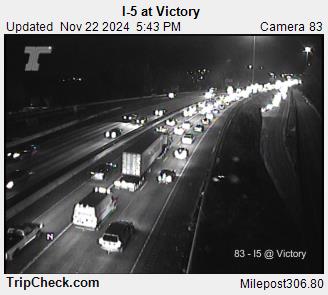 I-5 at Victory
Updated Nov 22 2024 5:43 PM Camera 83
T
N
83 - I5 @ Victory
TripCheck.com Milepost306.80